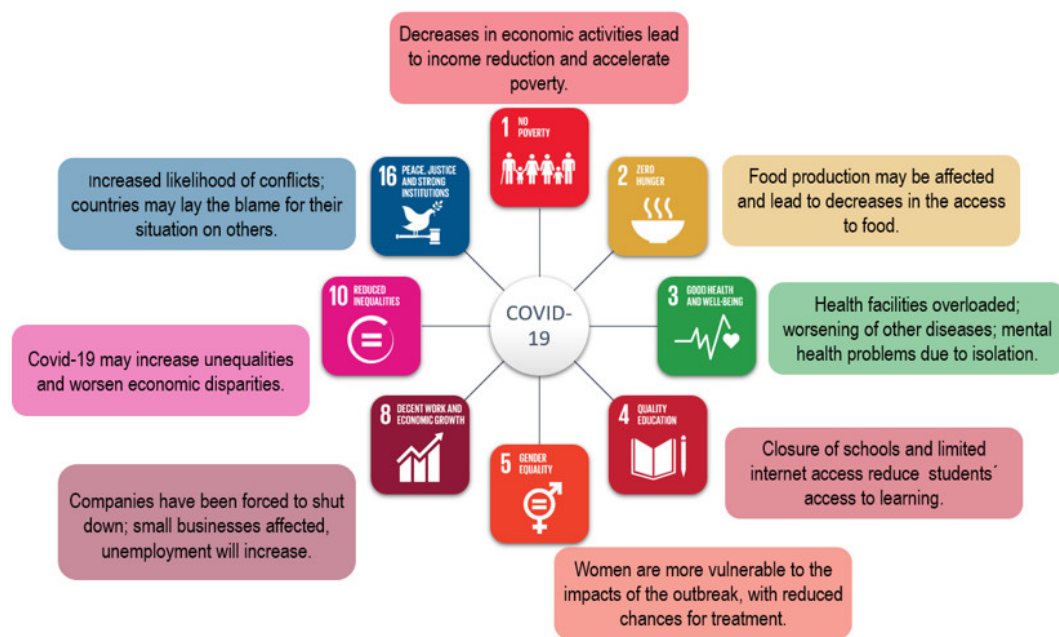 Decreases in economic activities lead
to income reduction and accelerate
poverty.
1 NO
POVERTY
2 ZERO
HUNGER
Food production may be affected
and lead to decreases in the access
to food.
3 GOOD HEALTH
AND WELL-BEING
Health facilities overloaded;
worsening of other diseases; mental
health problems due to isolation.
4 QUALITY
EDUCATION
Closure of schools and limited
internet access reduce students´
access to learning.
5 GENDER
EQUALITY
Women are more vulnerable to the
impacts of the outbreak, with reduced
chances for treatment.
8 DECENT WORK AND
ECONOMIC GROWTH
Companies have been forced to shut
down; small businesses affected,
unemployment will increase.
10 REDUCED
INEQUALITIES
Covid-19 may increase unequalities
and worsen economic disparities.
16 PEACE, JUSTICE
AND STRONG
INSTITUTIONS
Increased likelihood of conflicts;
countries may lay the blame for their
situation on others.
COVID-
19